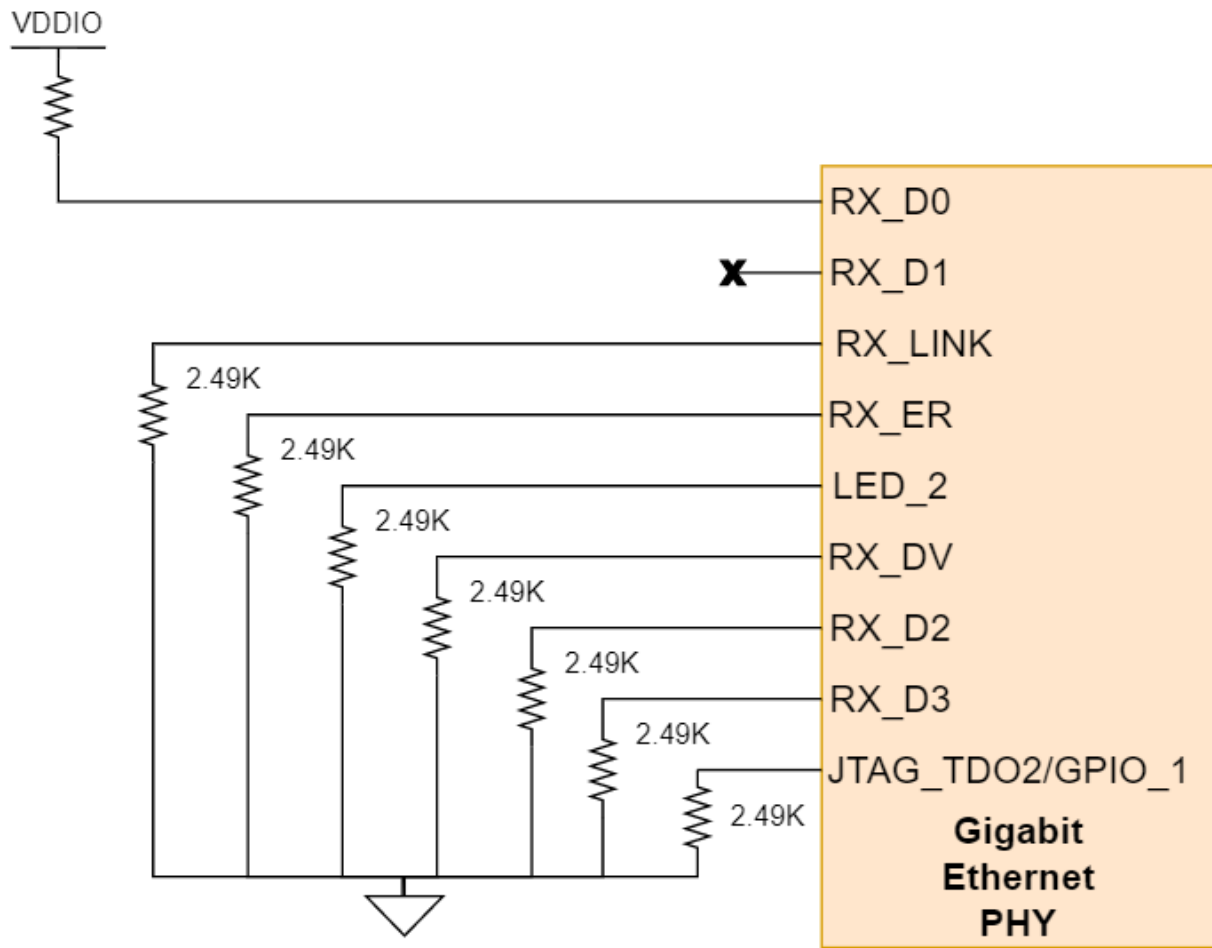 VDDIO
RX_D0
RX_D1
RX_LINK
2.49K
RX_ER
2.49K
LED_2
2.49K
RX_DV
2.49K
RX_D2
2.49K
RX_D3
2.49K
JTAG_TDO2/GPIO_1
2.49K
Gigabit
Ethernet
PHY